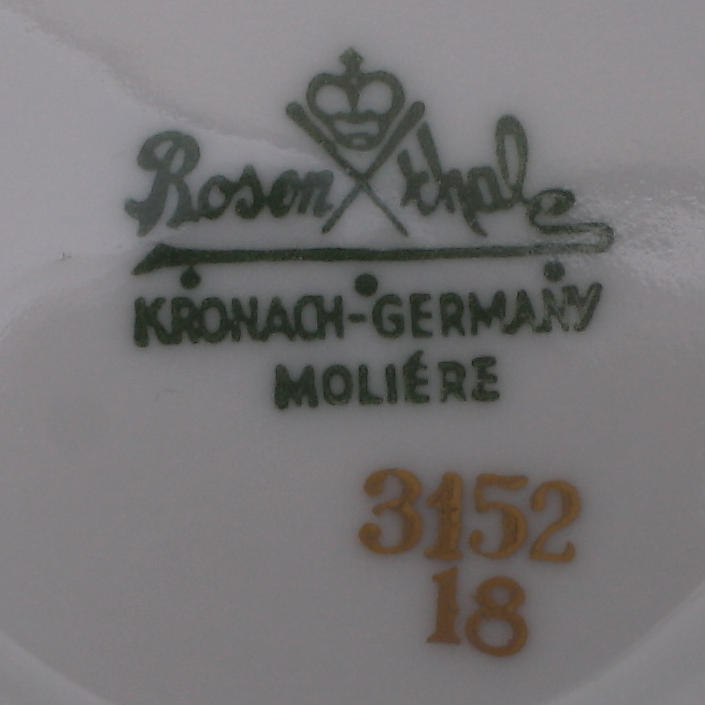 Rosenthal
KRONACH-GERMANY
MOLIÉRE
3152
18